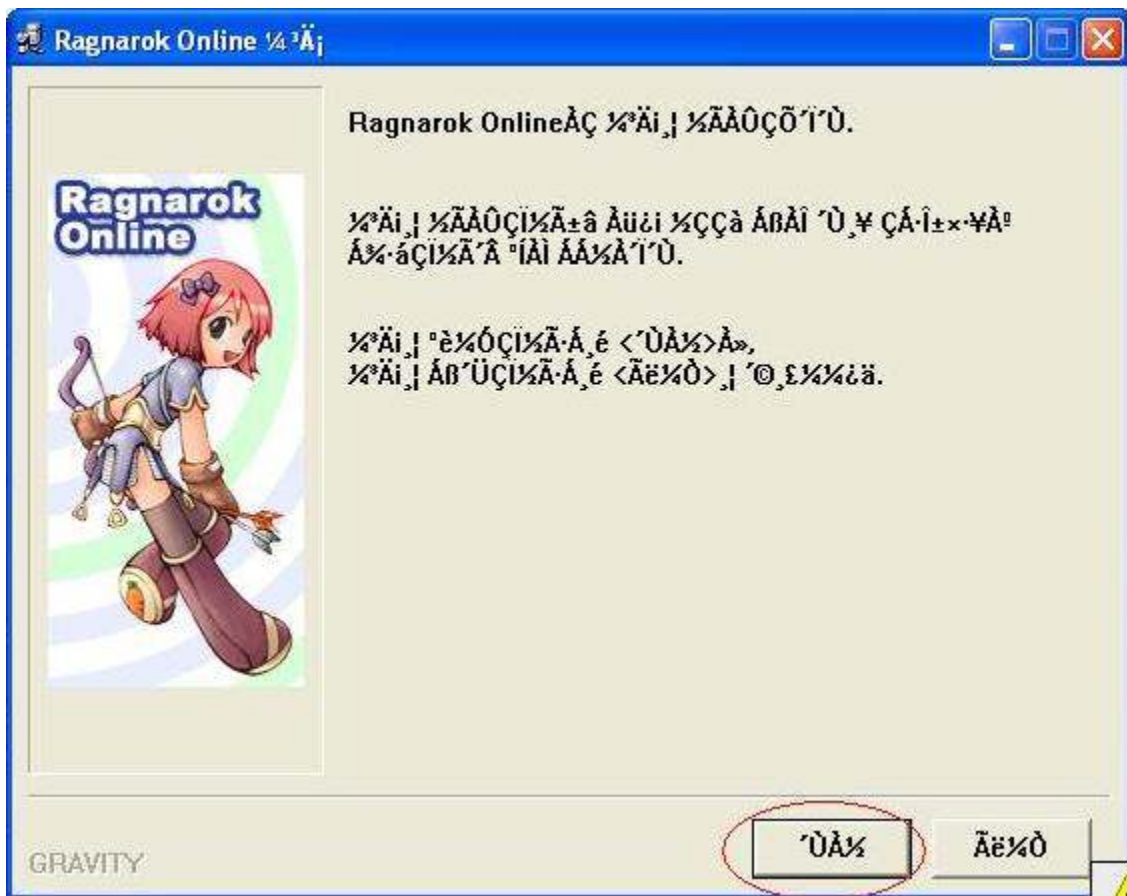 Ragnarok Online ¼³Ä¡
Ragnarok OnlineÀÇ ¼³Ä¡¸¦ ½ÃÀÛÇÕ´Ï´Ù.
¼³Ä¡¸¦ ½ÃÀÛÇÏ½Ã±â Àü¿¡ ½ÇÇà ÁßÀÎ ´Ù¸¥ ÇÁ·Î±×·¥Àº
Á¾·áÇÏ½Ã´Â °ÍÀÌ ÁÁ½À´Ï´Ù.
¼³Ä¡¸¦ °è¼ÓÇÏ½Ã·Á¸é <´ÙÀ½>À»,
¼³Ä¡¸¦ Áß´ÜÇÏ½Ã·Á¸é <Ãë¼Ò>¸¦ ´©¸£¼¼¿ä.
Ragnarok
Online
GRAVITY
´ÙÀ½
Ãë¼Ò